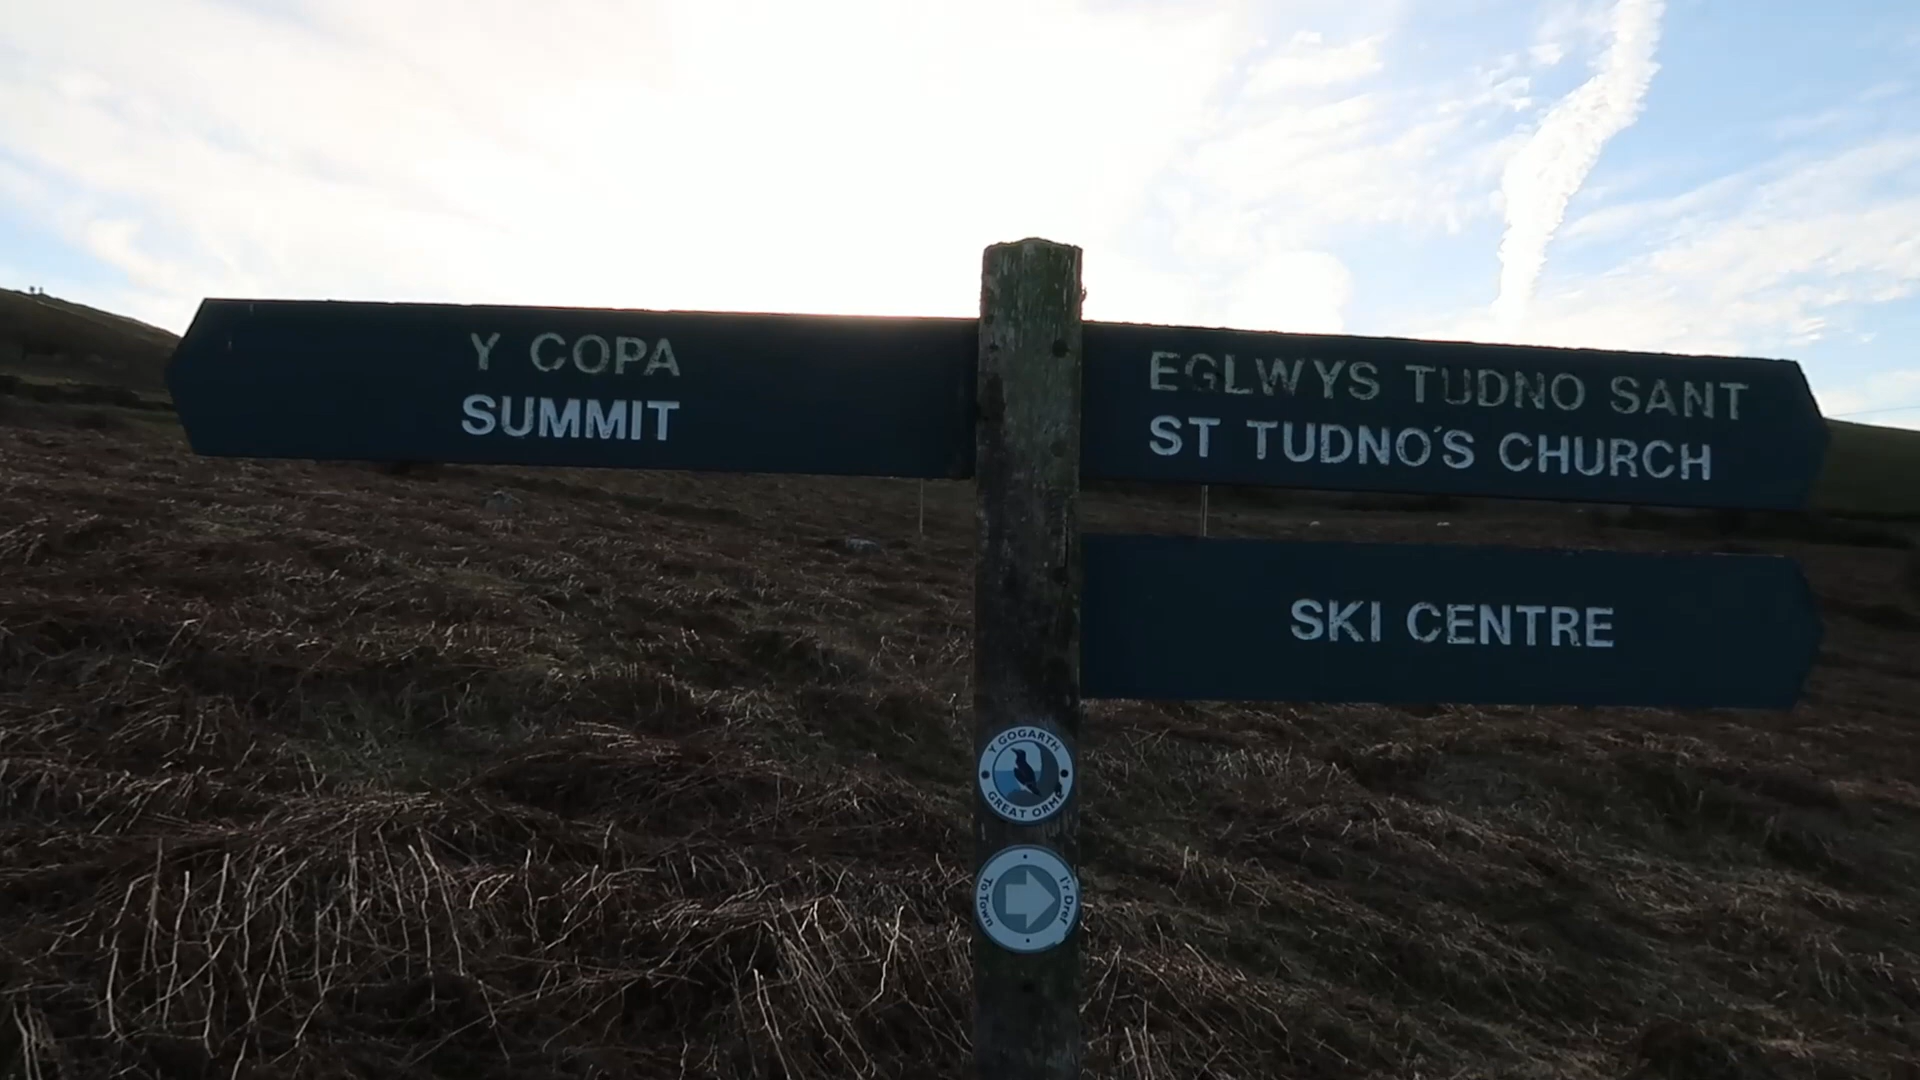 Y COPA
SUMMIT
EGLWYS TUDNO SANT
ST TUDNO'S CHURCH
SKI CENTRE
Y GOGARTH
GREAT ORME
To Town
I'r Dref